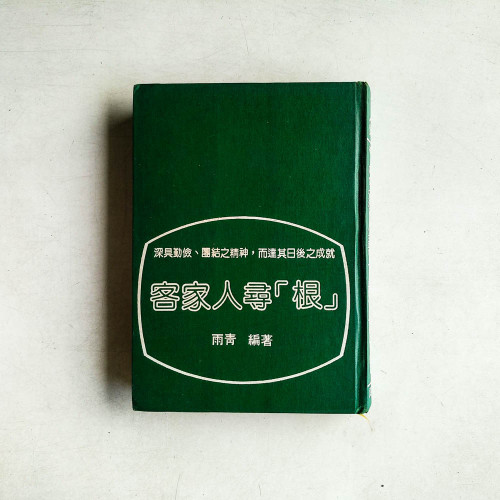 深具勤儉、團結之精神，而達其日後之成就
客家人尋「根」
雨青 編著